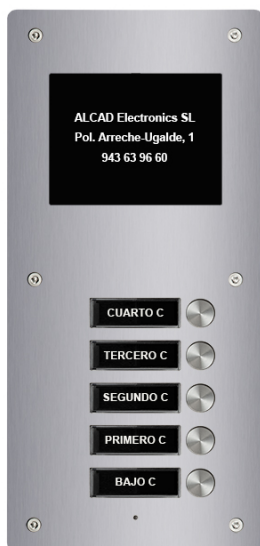 ALCAD Electronics SL
Pol. Arreche-Ugalde, 1
943 63 96 60
CUARTO C
TERCERO C
SEGUNDO C
PRIMERO C
BAJO C